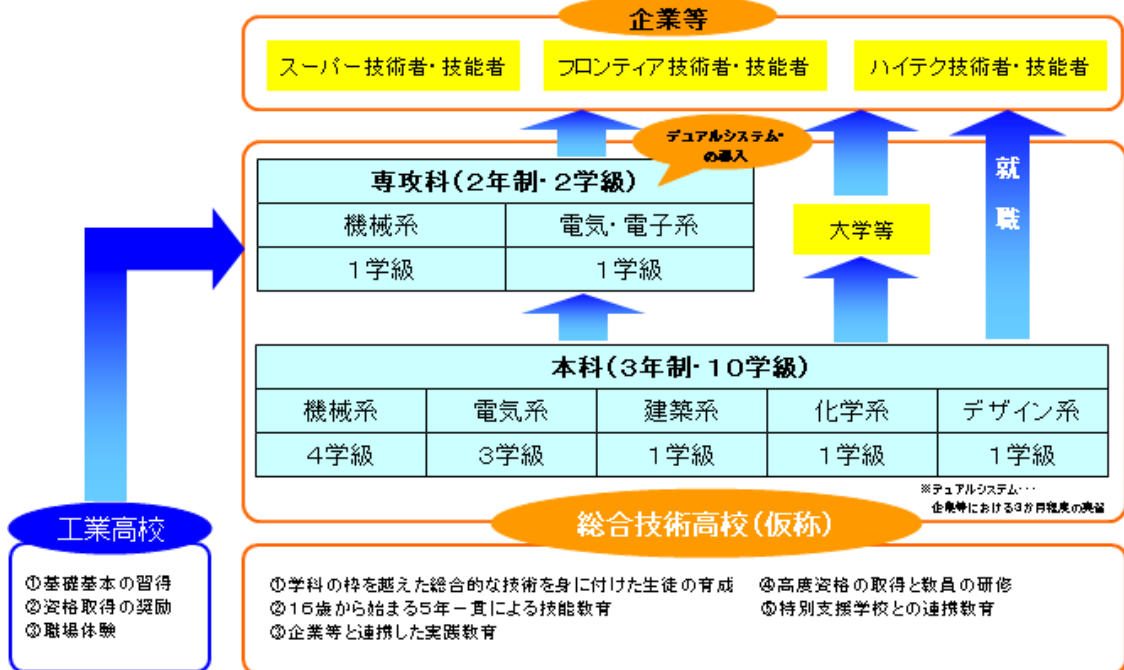 企業等
スーパー技術者・技能者
フロンティア技術者・技能者
ハイテク技術者・技能者
デュアルシステム・
の導入
専攻科(2年制・2学級)
機械系 電気・電子系
1学級 1学級
大学等
就職
本科(3年制・10学級)
機械系 電気系 建築系 化学系 デザイン系
4学級 3学級 1学級 1学級 1学級
※デュアルシステム・・・
企業等における3か月程度の実習
工業高校
①基礎基本の習得
②資格取得の奨励
③職場体験
総合技術高校(仮称)
①学科の枠を越えた総合的な技術を身に付けた生徒の育成
②16歳から始まる5年一貫による技能教育
③企業等と連携した実践教育
④高度資格の取得と教員の研修
⑤特別支援学校との連携教育